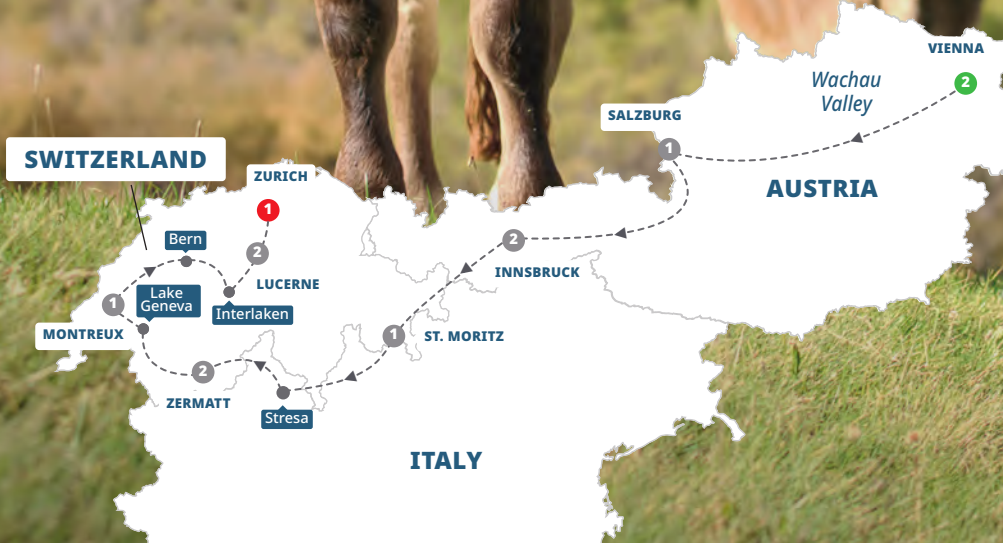 VIENNA
2
Wachau
Valley
SALZBURG
1
AUSTRIA
SWITZERLAND
ZURICH
1
Bern
2
2
INNSBRUCK
LUCERNE
Lake
Geneva
1
Interlaken
MONTREUX
1
ST. MORITZ
2
ZERMATT
Stresa
ITALY